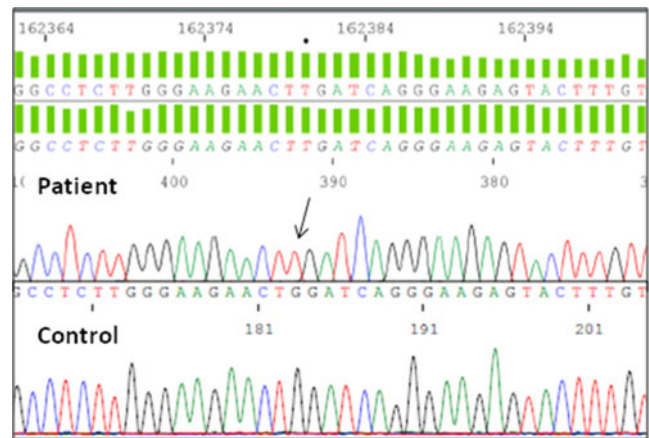 162364 162374 162384 162394
GGCCTCTTGGGAAGAACTTGATCAGGGAAGAGTACTTTGT
GGCCTCTTGGGAAGAACTTGATCAGGGAAGAGTACTTTGT
400 390 380
Patient
GCCTCTTGGGAAGAACTGGATCAGGGAAGAGTACTTTGT
181 191 201
Control